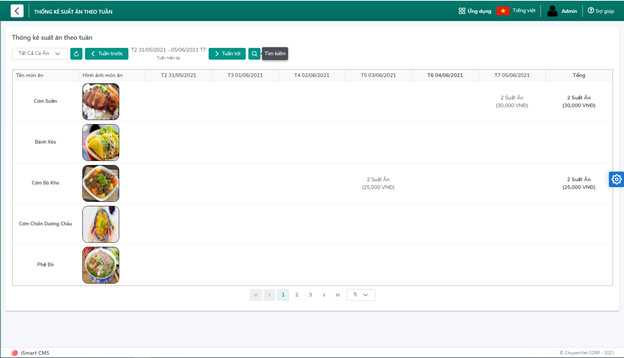 THỐNG KÊ SUẤT ĂN THEO TUẦN
Ứng dụng
Tiếng việt
Admin
Trợ giúp
Thống kê suất ăn theo tuần
Tất Cả Ca Ăn
Tuần trước
T2 31/05/2021 - 05/06/2021 T7
Tuần hiện tại
Tuần tới
Tìm kiếm
Tên món ăn
Hình ảnh món ăn
T2 31/05/2021
T3 01/06/2021
T4 02/06/2021
T5 03/06/2021
T6 04/06/2021
T7 05/06/2021
Tổng
Cơm Sườn
2 Suất Ăn
(30,000 VNĐ)
2 Suất Ăn
(30,000 VNĐ)
Bánh Xèo
Cơm Bò Kho
2 Suất Ăn
(25,000 VNĐ)
2 Suất Ăn
(25,000 VNĐ)
Cơm Chiên Dương Châu
Phở Bò
1
2
3
5
iSmart CMS
© ChuyenViet CORP - 2021